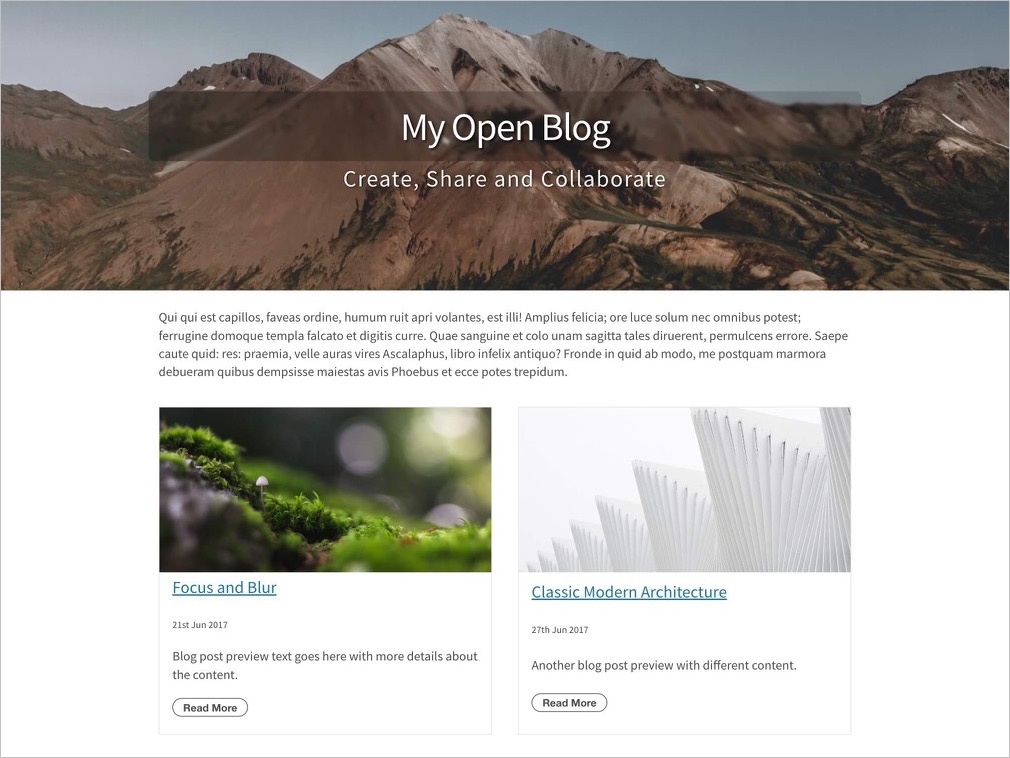 My Open Blog
Create, Share and Collaborate
Qui qui est capillos, faveas ordine, humum ruit apri volantes, est illi! Amplius felicia; ore luce solum nec omnibus potest;
ferrugine domoque templa falcato et digitis curre. Quae sanguine et colo unam sagitta tales diruerent, permulcens errore. Saepe
caute quid: res: praemia, velle auras vires Ascalaphus, libro infelix antiquo? Fronde in quid ab modo, me postquam marmora
debueram quibus dempsisse maiestas avis Phoebus et ecce potes trepidum.
Focus and Blur
21st Jun 2017
Blog post preview text goes here with more details about
the content.
Read More
Classic Modern Architecture
27th Jun 2017
Another blog post preview with different content.
Read More